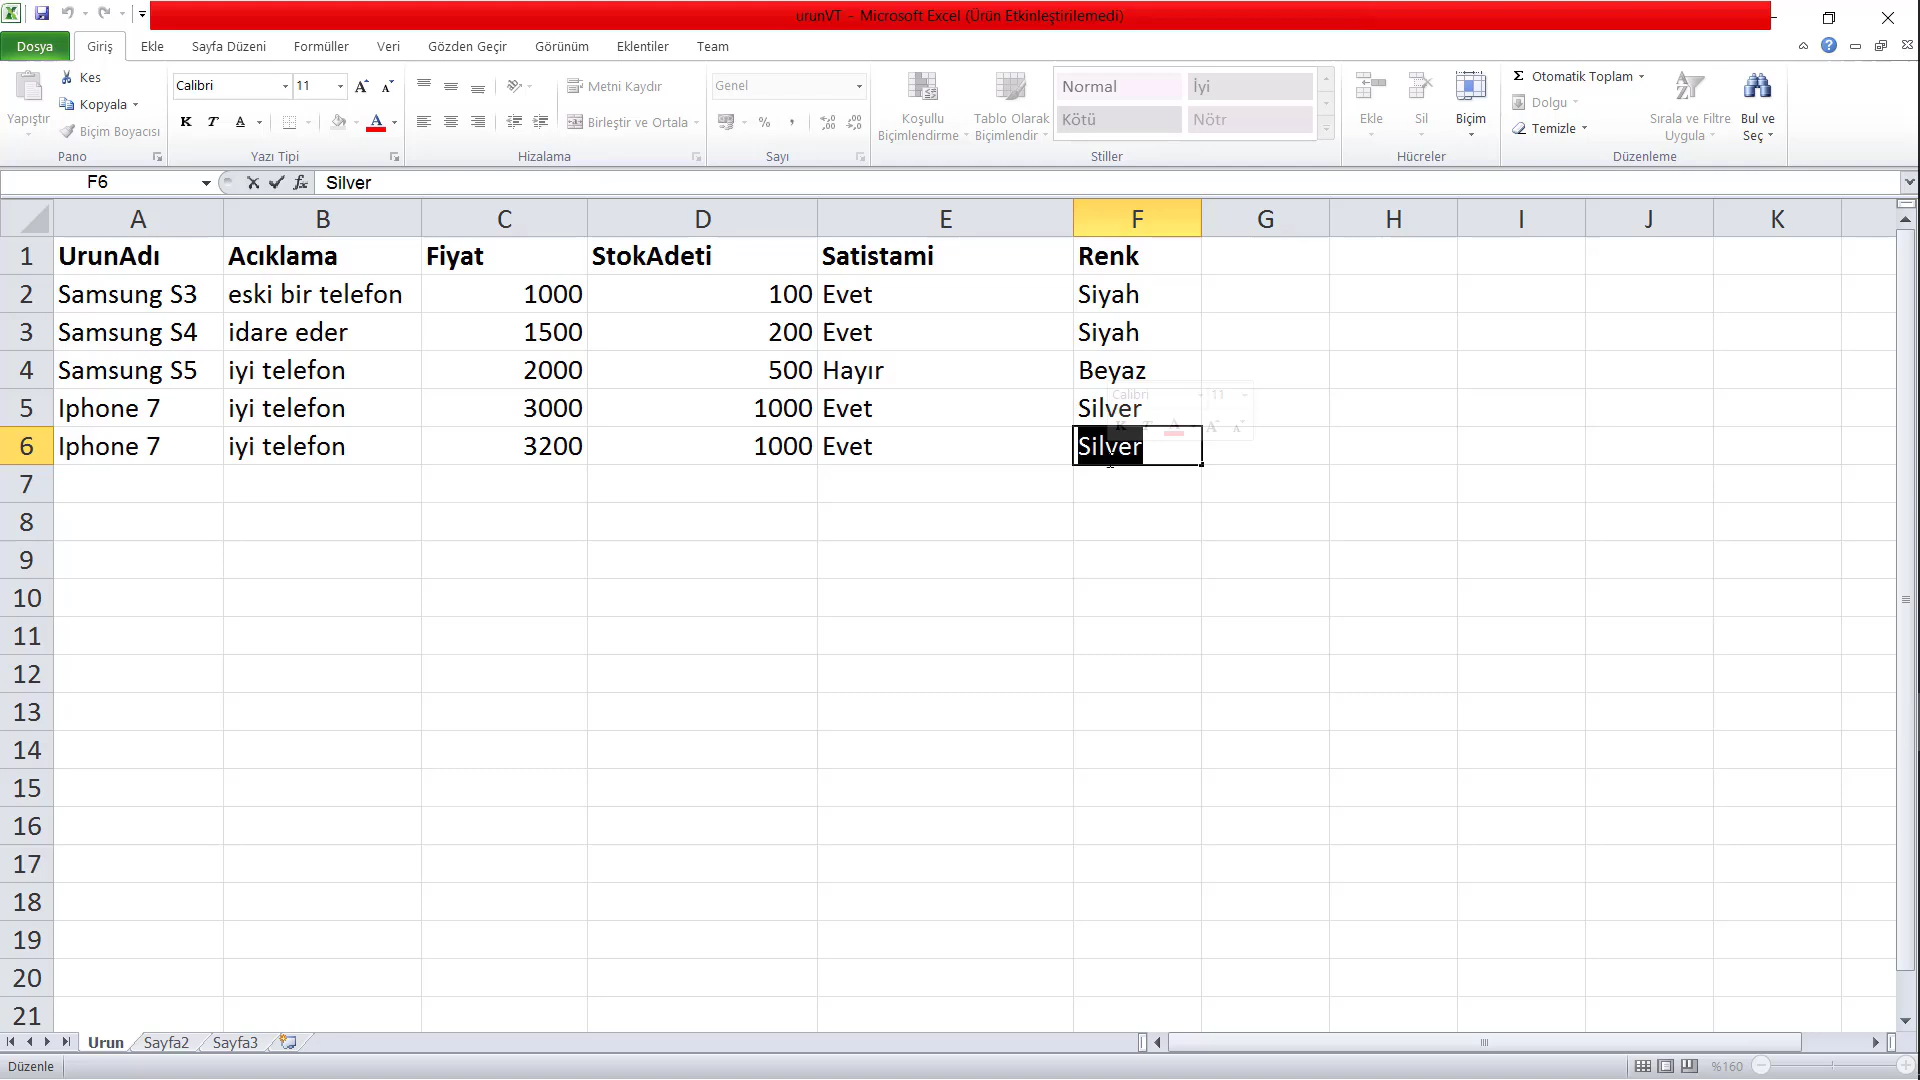 urunVT - Microsoft Excel (Ürün Etkinleştirilemedi)
Dosya Giriş Ekle Sayfa Düzeni Formüller Veri Gözden Geçir Görünüm Eklentiler Team
Yapıştır Kes Kopyala Biçim Boyacısı Pano
Calibri 11 K T A A Yazı Tipi
Metni Kaydır Birleştir ve Ortala Hizalama
Genel % , Sayı
Koşullu Biçimlendirme Tablo Olarak Biçimlendir Normal İyi Kötü Nötr Stiller
Ekle Sil Biçim Hücreler
Σ Otomatik Toplam Dolgu Temizle Sırala ve Filtre Uygula Bul ve Seç Düzenleme
F6 fx Silver
A B C D E F G H I J K
1 UrunAdı Acıklama Fiyat StokAdeti Satistami Renk
2 Samsung S3 eski bir telefon 1000 100 Evet Siyah
3 Samsung S4 idare eder 1500 200 Evet Siyah
4 Samsung S5 iyi telefon 2000 500 Hayır Beyaz
5 Iphone 7 iyi telefon 3000 1000 Evet Silver
Calibri 11
6 Iphone 7 iyi telefon 3200 1000 Evet Silver
7
8
9
10
11
12
13
14
15
16
17
18
19
20
21
Urun Sayfa2 Sayfa3
Düzenle %160